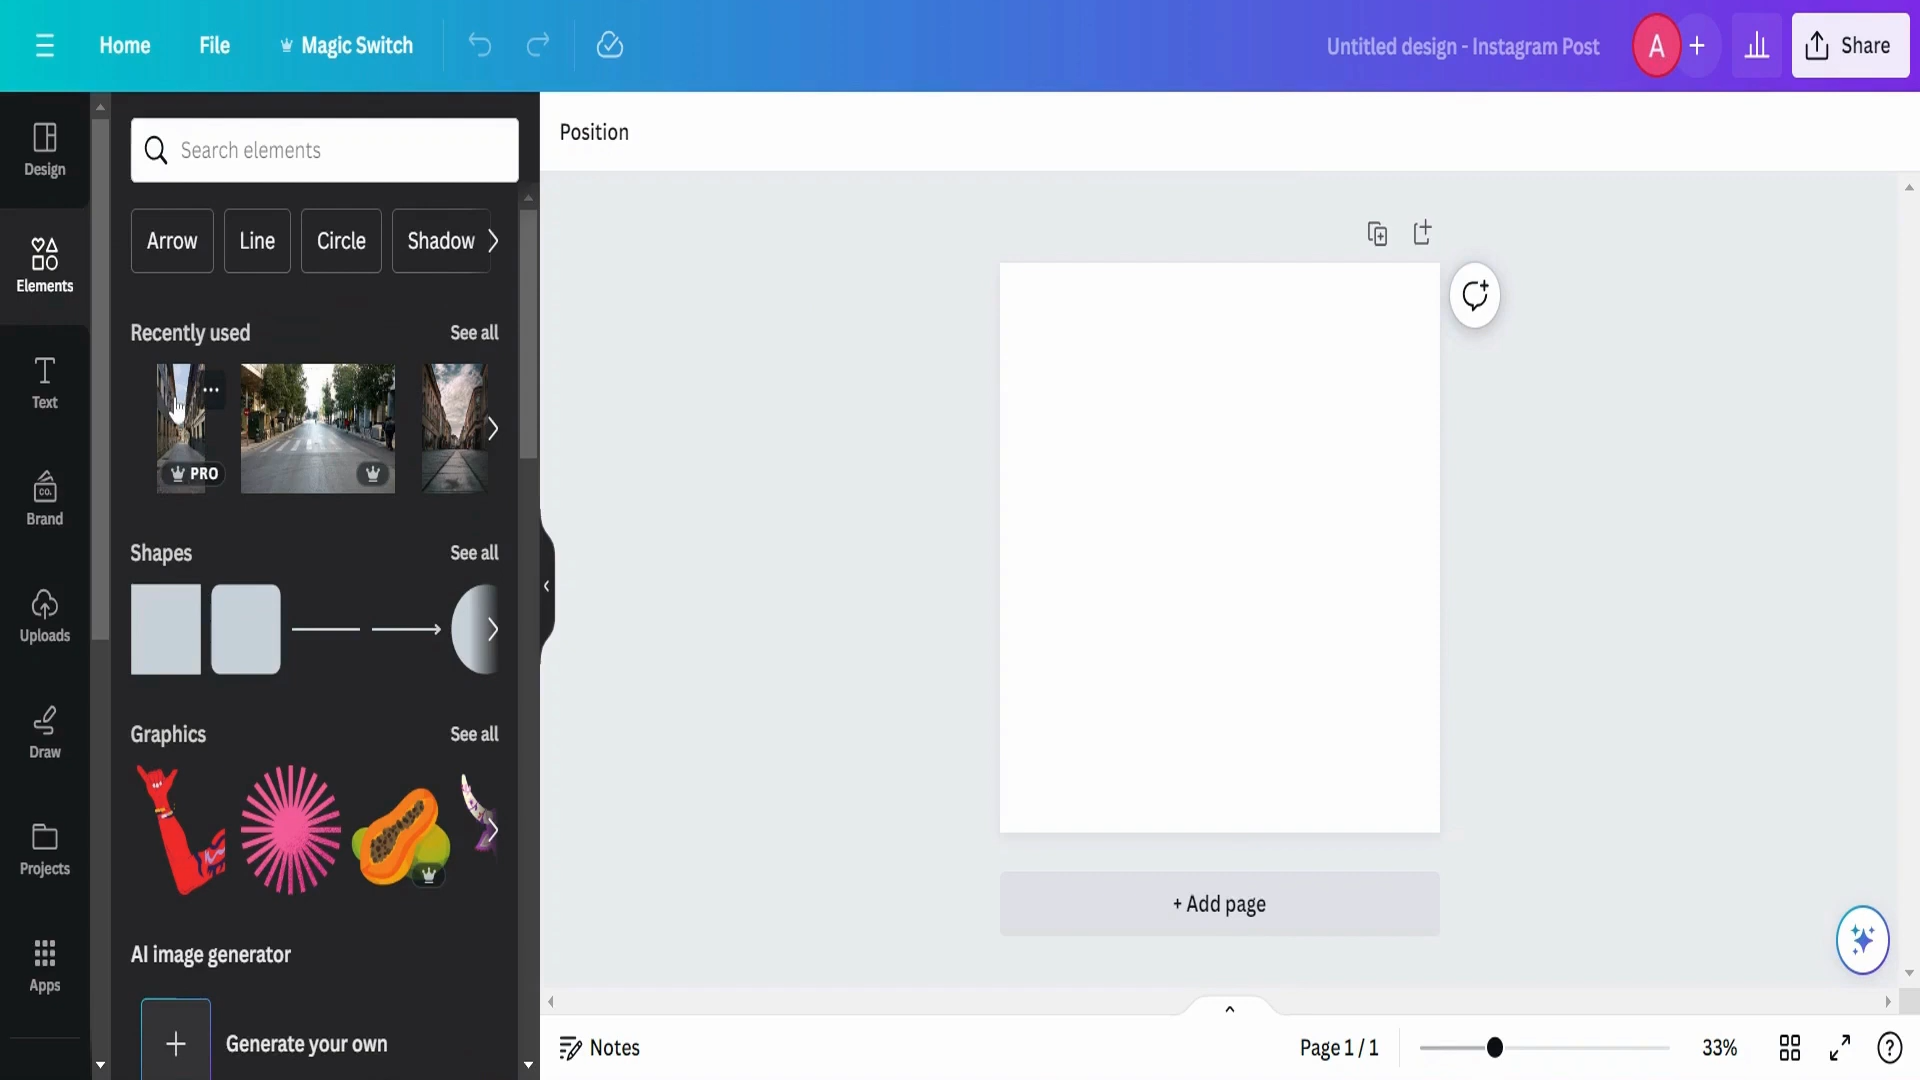 Home File Magic Switch Untitled design - Instagram Post A Share
Design
Elements
Text
Brand
CO.
Uploads
Draw
Projects
Apps
Search elements
Arrow Line Circle Shadow
Recently used See all
PRO
Shapes See all
Graphics See all
AI image generator
Generate your own
Position
+ Add page
Notes Page 1 / 1 33%